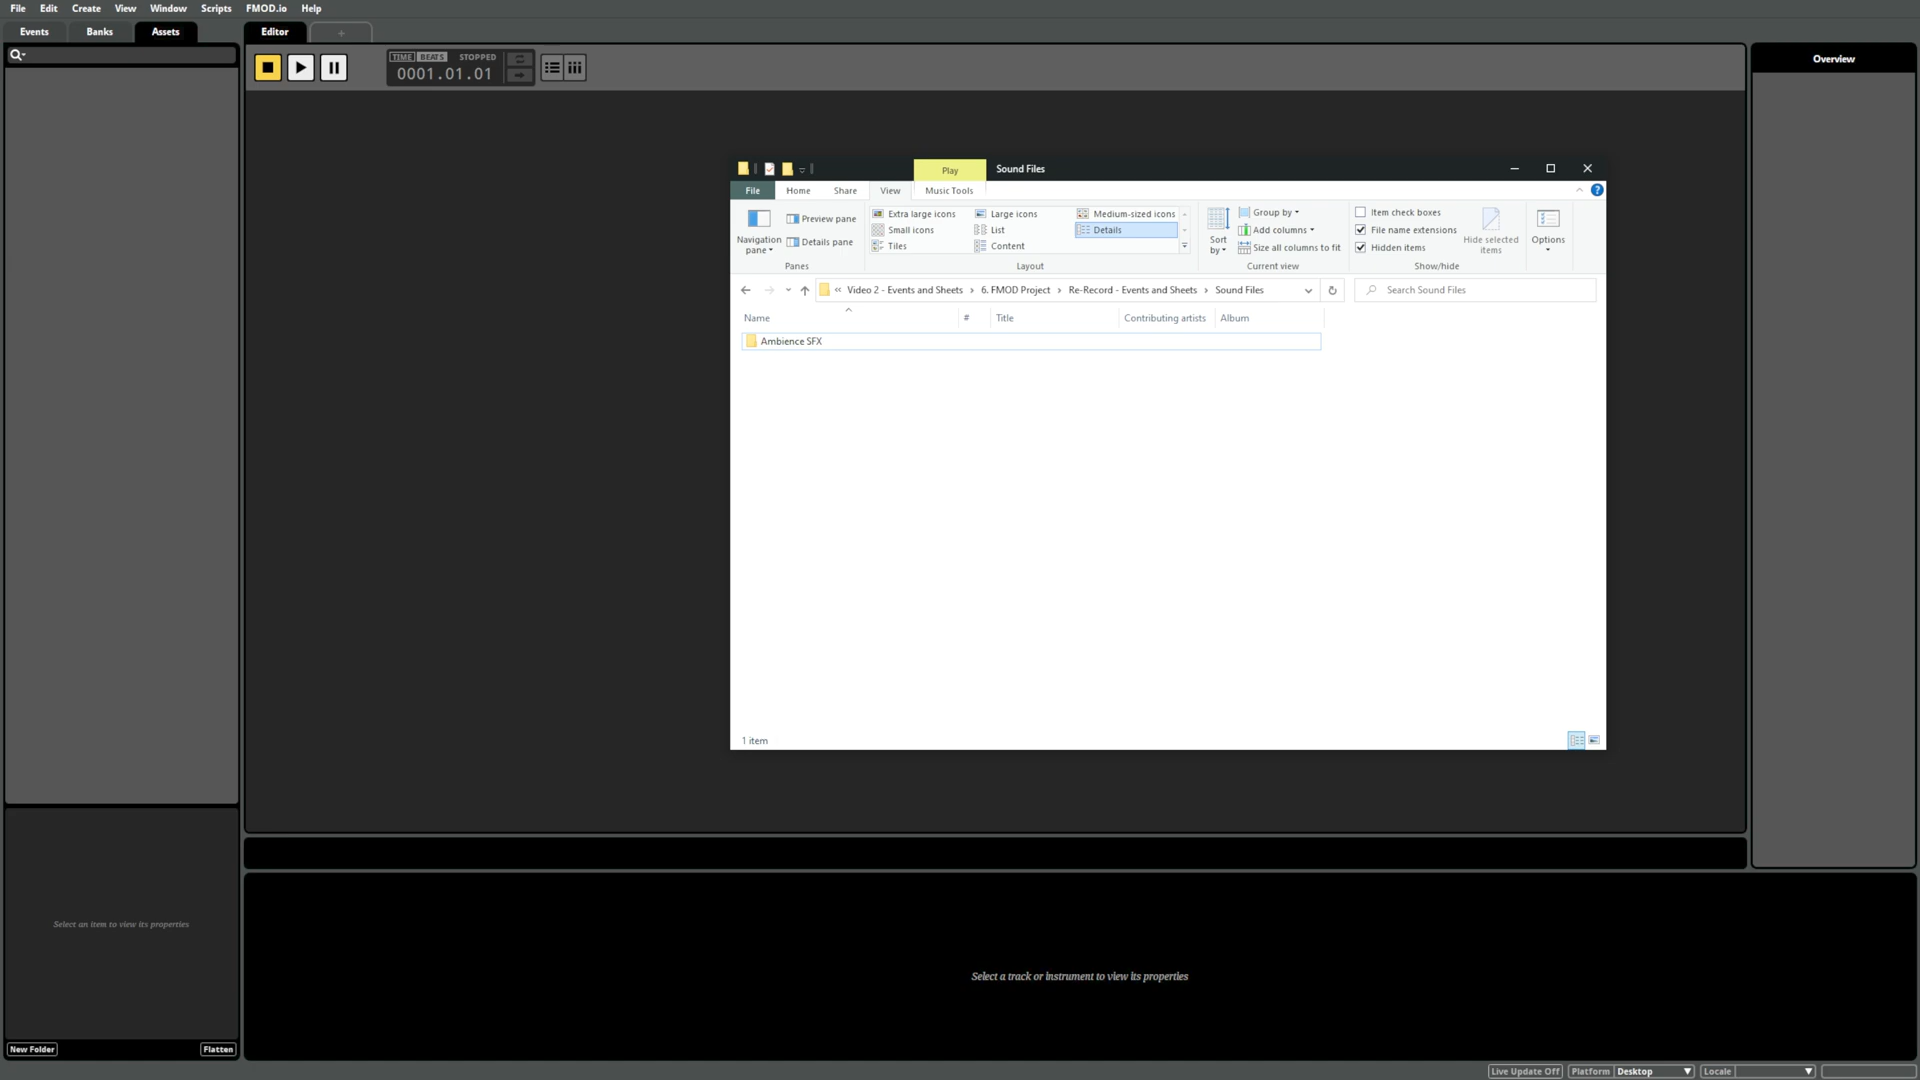 File Edit Create View Window Scripts FMOD.io Help
Events Banks Assets Editor +
TIME BEATS STOPPED
0001.01.01
Overview
Play Sound Files
File Home Share View Music Tools
Navigation pane
Preview pane
Details pane
Panes
Extra large icons Large icons Medium-sized icons
Small icons List Details
Tiles Content
Layout
Sort by
Group by
Add columns
Size all columns to fit
Current view
Item check boxes
File name extensions
Hidden items
Hide selected items
Show/hide
Options
« Video 2 - Events and Sheets › 6. FMOD Project › Re-Record - Events and Sheets › Sound Files
Search Sound Files
Name # Title Contributing artists Album
Ambience SFX
1 item
Select an item to view its properties
Select a track or instrument to view its properties
New Folder Flatten
Live Update Off Platform Desktop Locale